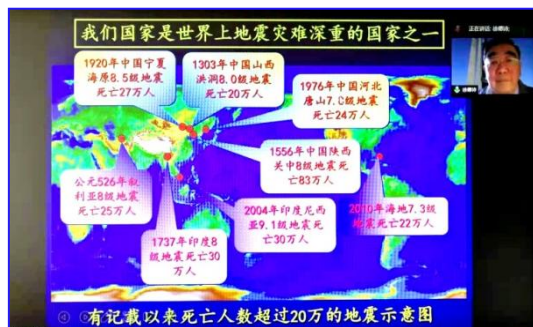 我们国家是世界上地震灾难深重的国家之一
1920年中国宁夏
海原8.5级地震
死亡27万人
1303年中国山西
洪洞8.0级地震
死亡20万人
1976年中国河北
唐山7.8级地震
死亡24万人
1556年中国陕西
关中8级地震死
亡83万人
公元526年叙
利亚8级地震
死亡25万人
2004年印度尼西
亚9.1级地震死
亡30万人
2010年海地7.3级
地震死亡22万人
1737年印度8
级地震死亡30
万人
有记载以来死亡人数超过20万的地震示意图
正在讲话: